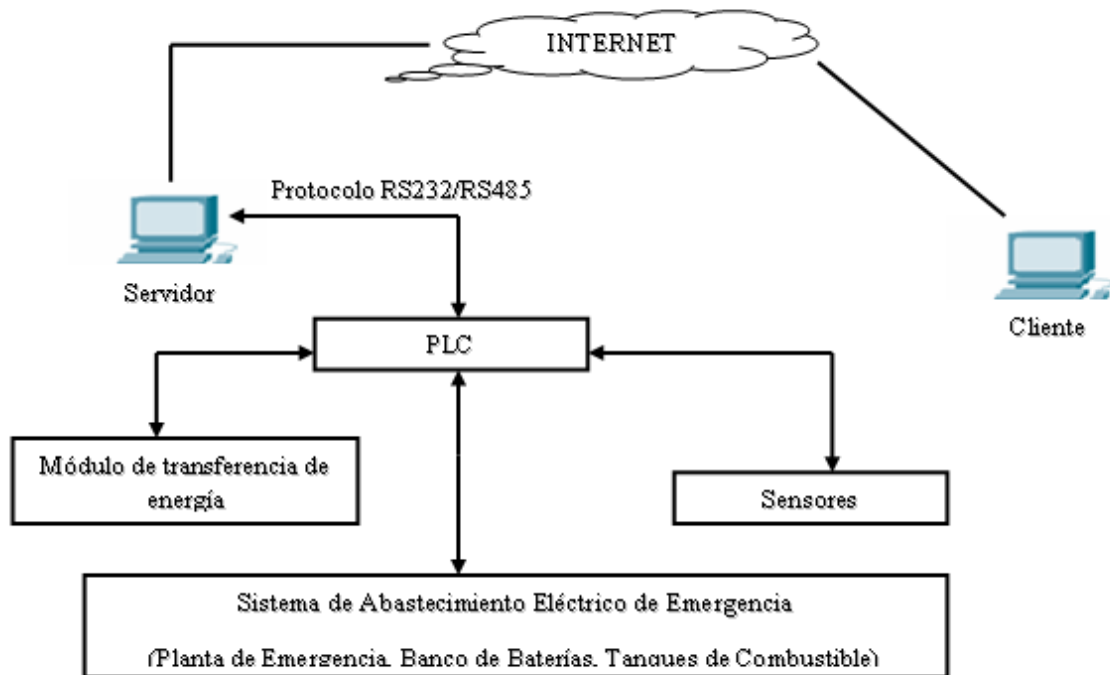 INTERNET
Protocolo RS232/RS485
Servidor
Cliente
PLC
Módulo de transferencia de
energía
Sensores
Sistema de Abastecimiento Eléctrico de Emergencia
(Planta de Emergencia, Banco de Baterías, Tanques de Combustible)